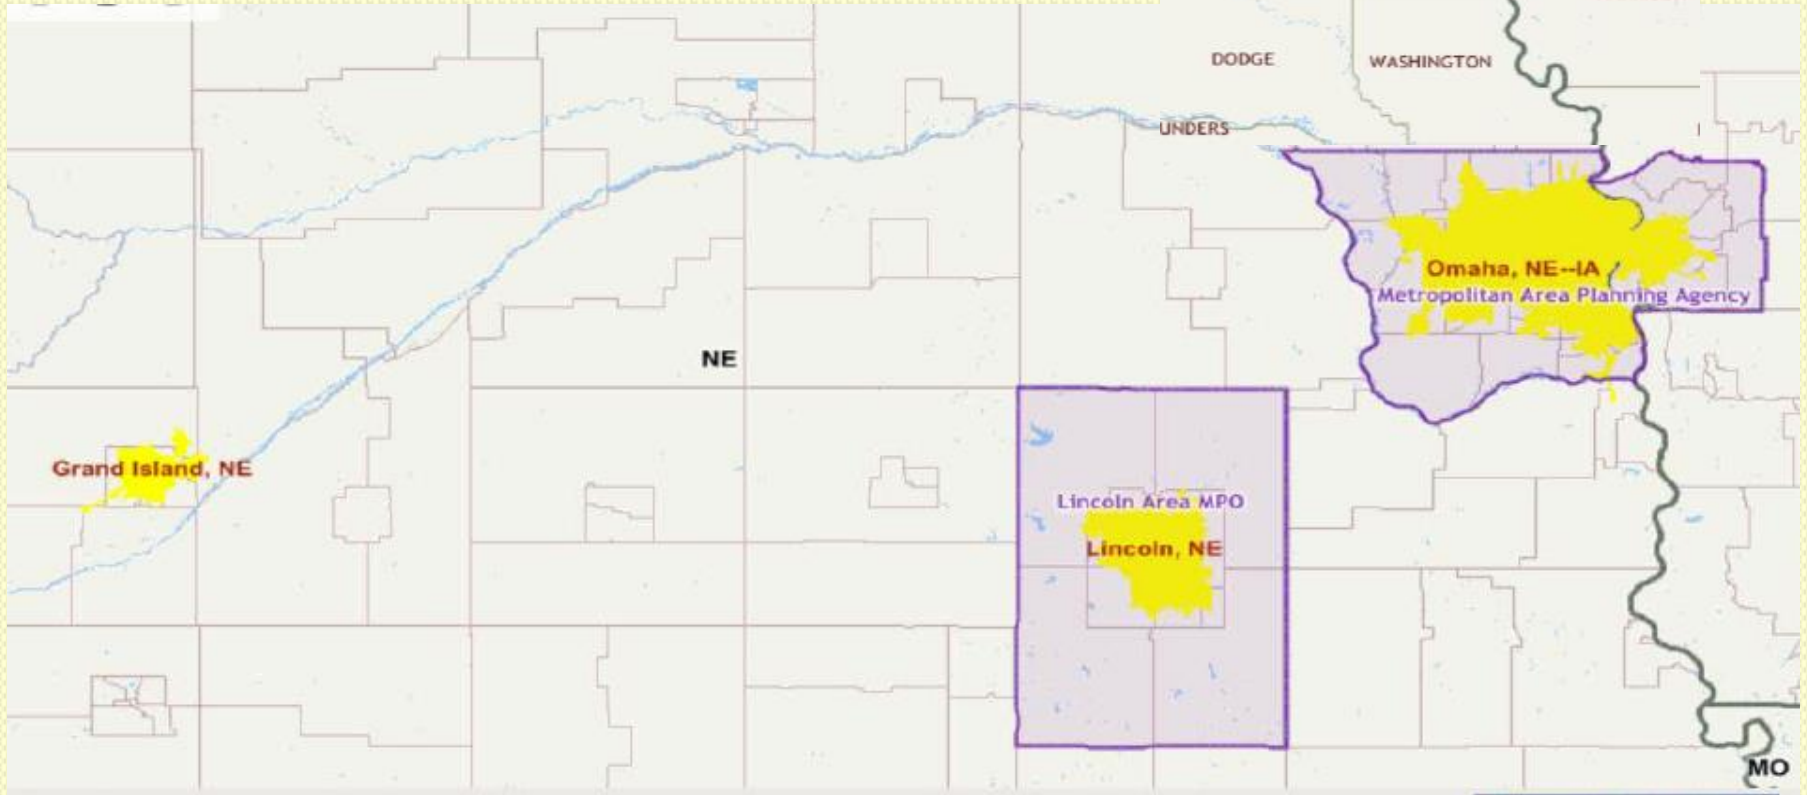 DODGE
WASHINGTON
UNDERS
Omaha, NE--IA
Metropolitan Area Planning Agency
NE
Grand Island, NE
Lincoln Area MPO
Lincoln, NE
MO